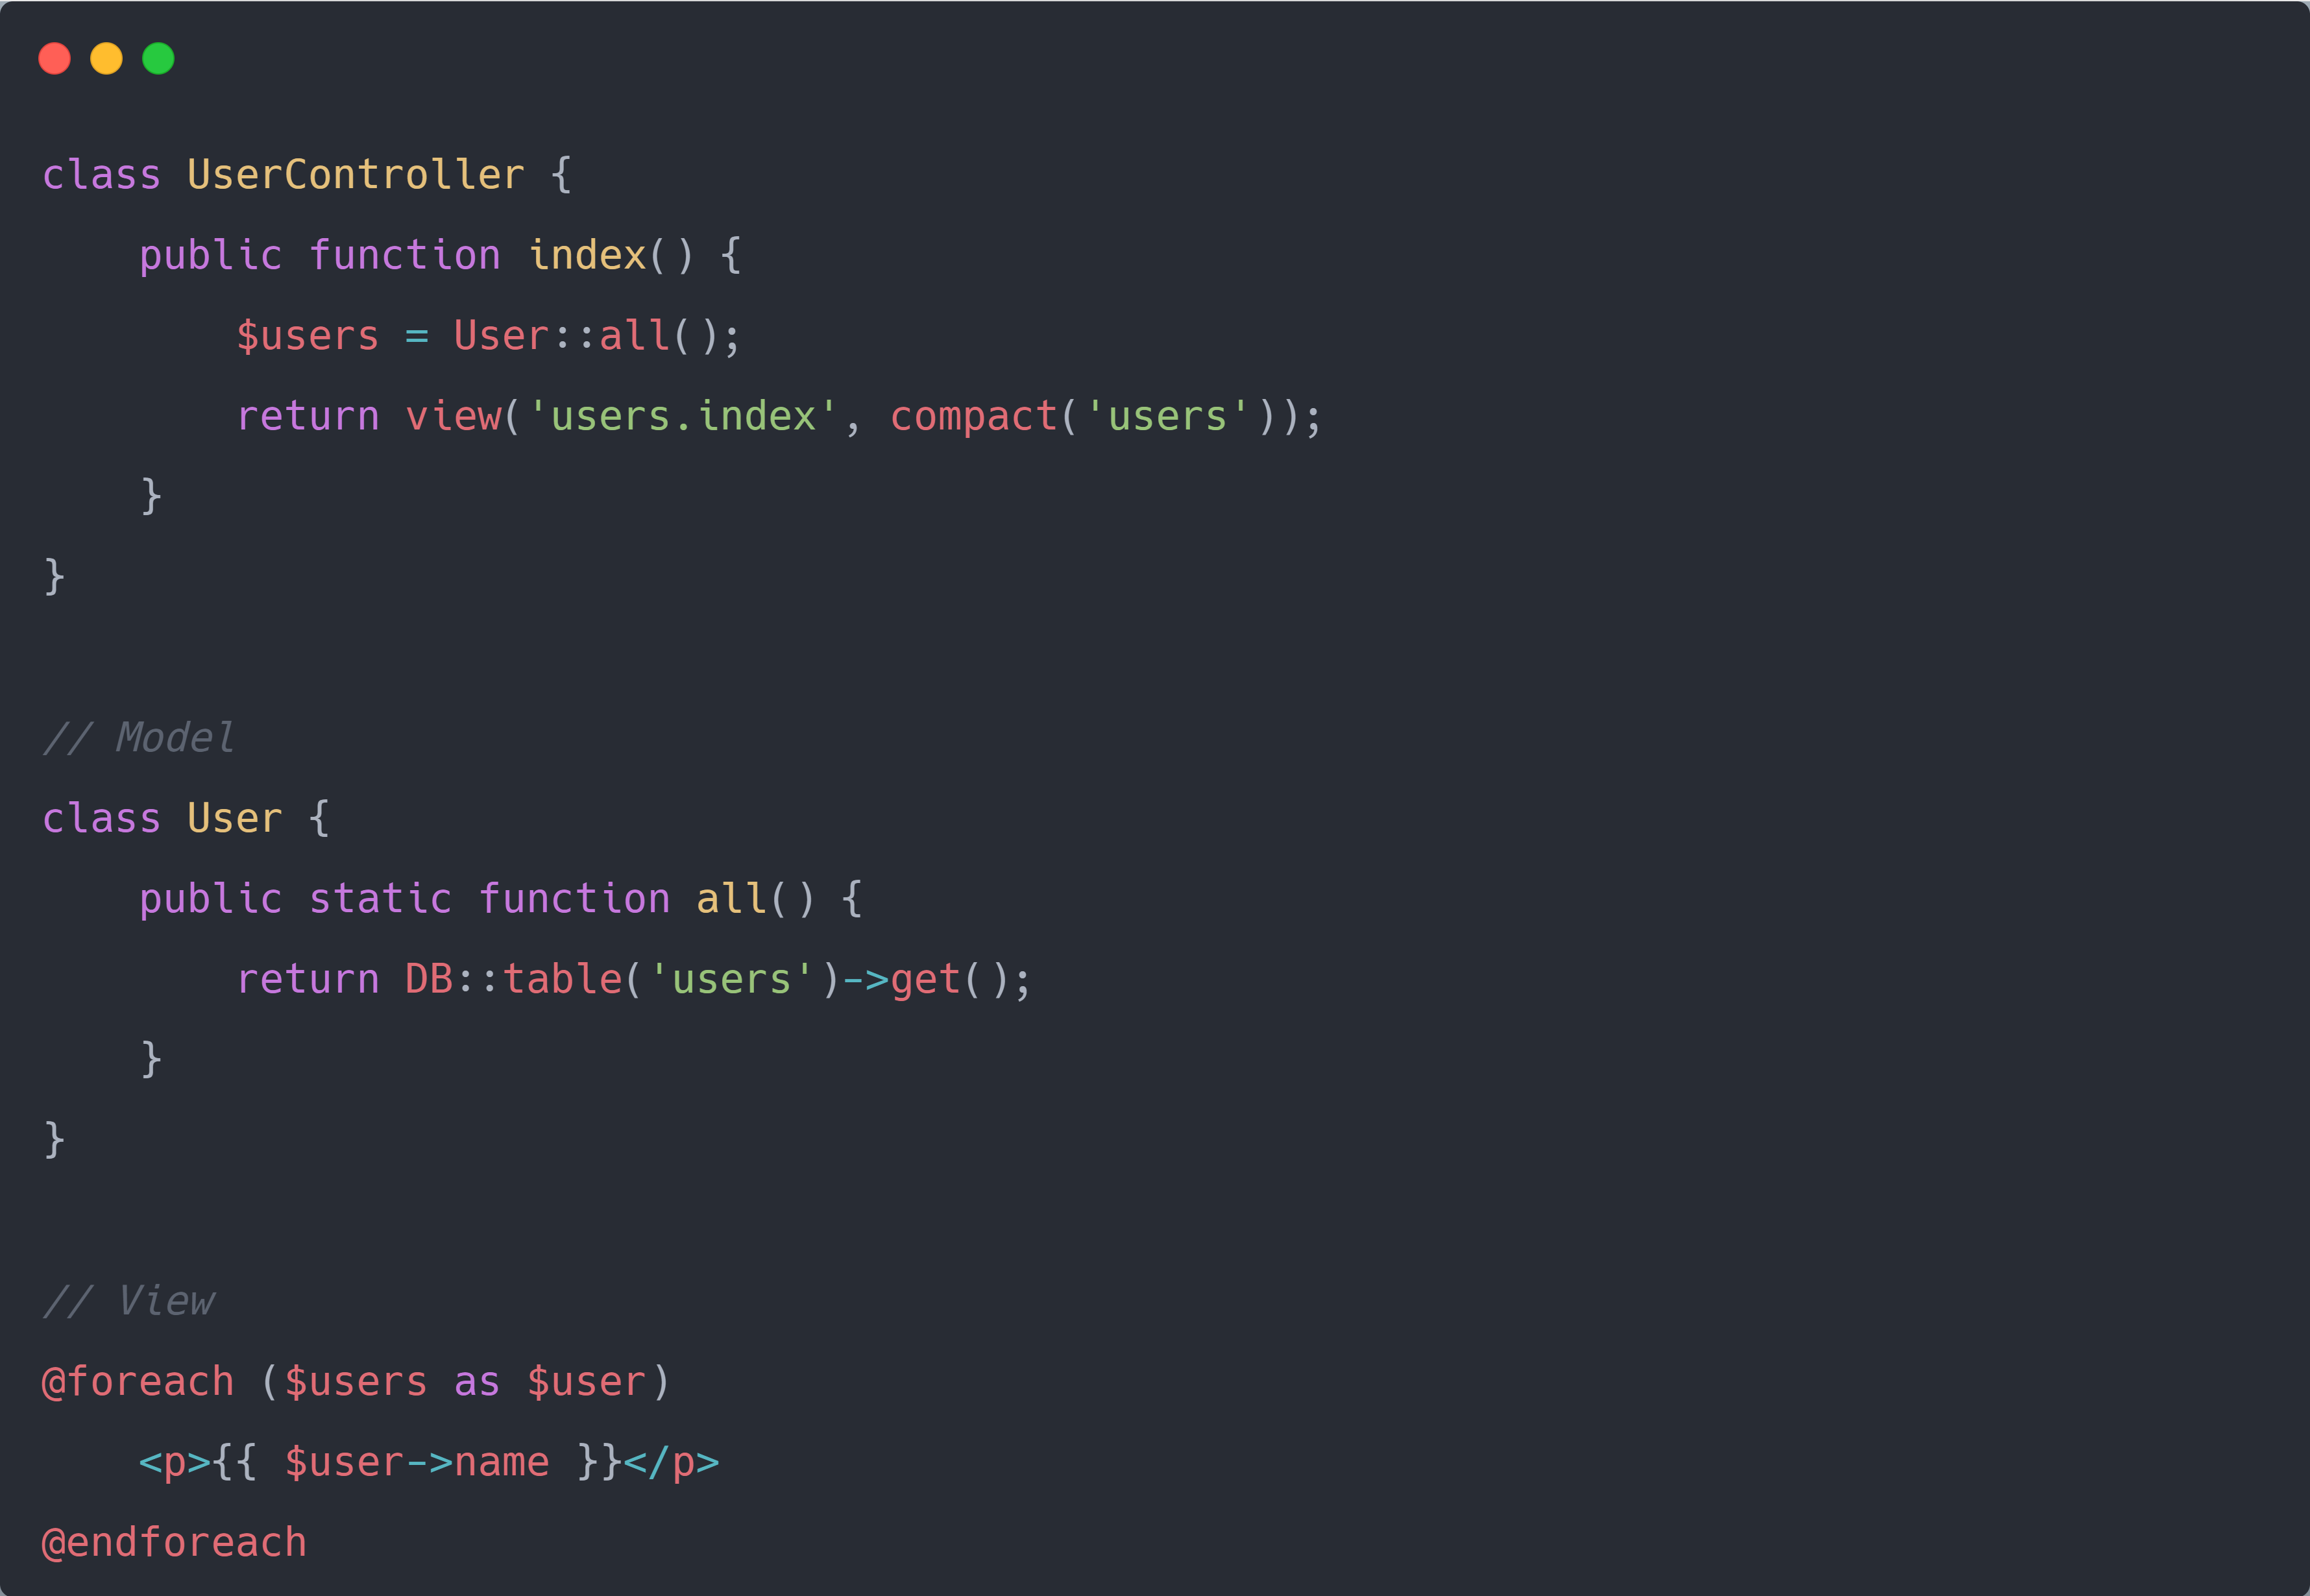 class UserController {
    public function index() {
        $users = User::all();
        return view('users.index', compact('users'));
    }
}

// Model
class User {
    public static function all() {
        return DB::table('users')->get();
    }
}

// View
@foreach ($users as $user)
    <p>{{ $user->name }}</p>
@endforeach